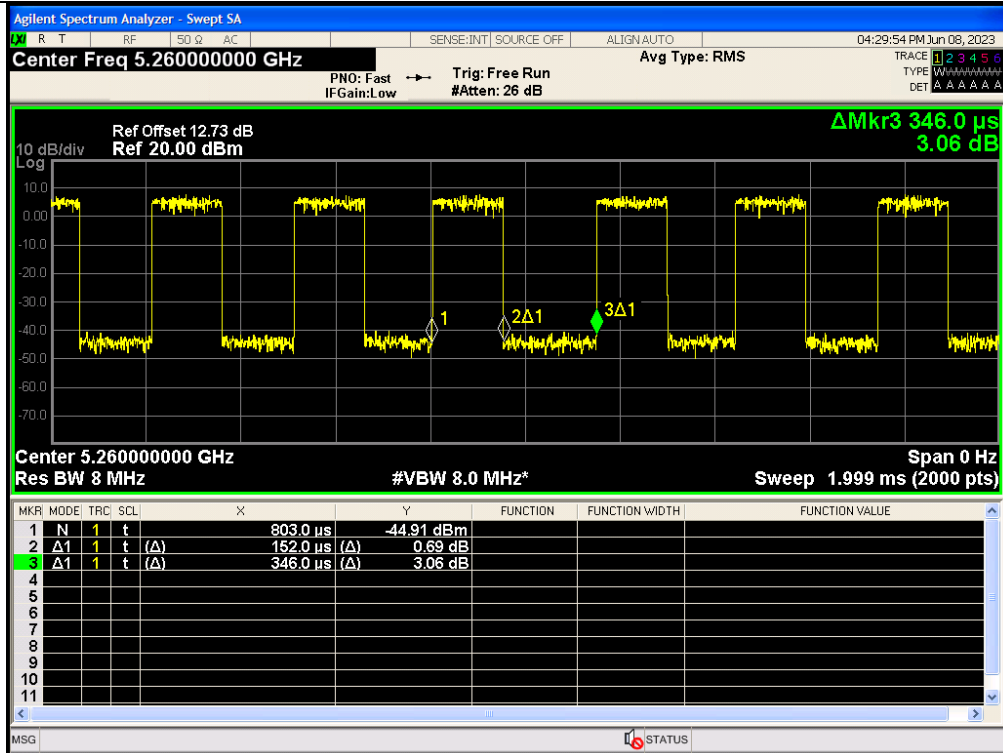 Agilent Spectrum Analyzer - Swept SA
LXI R T RF 50 Ω AC SENSE:INT SOURCE OFF ALIGN AUTO 04:29:54 PM Jun 08, 2023
Center Freq 5.260000000 GHz
PNO: Fast
IFGain:Low
Trig: Free Run
#Atten: 26 dB
Avg Type: RMS
TRACE 1 2 3 4 5 6
TYPE WWWWWW
DET A A A A A A
ΔMkr3 346.0 µs
3.06 dB
Ref Offset 12.73 dB
10 dB/div Ref 20.00 dBm
Log
10.0
0.00
-10.0
-20.0
-30.0
-40.0
-50.0
-60.0
-70.0
1
2Δ1
3Δ1
Center 5.260000000 GHz Span 0 Hz
Res BW 8 MHz #VBW 8.0 MHz* Sweep 1.999 ms (2000 pts)
MKR MODE TRC SCL X Y FUNCTION FUNCTION WIDTH FUNCTION VALUE
1 N 1 t 803.0 µs -44.91 dBm
2 Δ1 1 t (Δ) 152.0 µs (Δ) 0.69 dB
3 Δ1 1 t (Δ) 346.0 µs (Δ) 3.06 dB
4
5
6
7
8
9
10
11
MSG STATUS